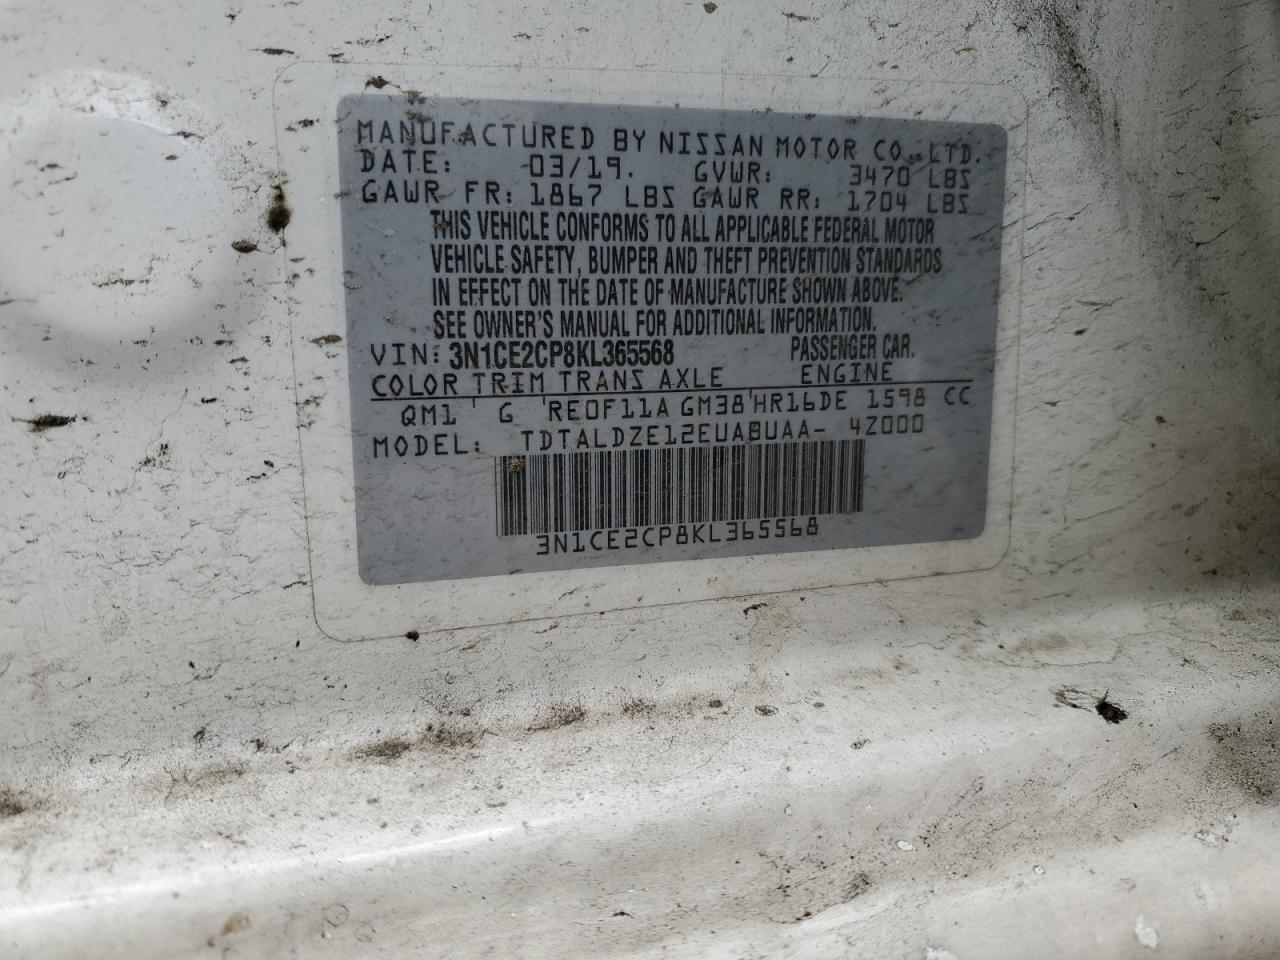 MANUFACTURED BY NISSAN MOTOR CO. LTD.
DATE: 03/19. GVWR: 3470 LBS
GAWR FR: 1867 LBS GAWR RR: 1704 LBS
THIS VEHICLE CONFORMS TO ALL APPLICABLE FEDERAL MOTOR
VEHICLE SAFETY, BUMPER AND THEFT PREVENTION STANDARDS
IN EFFECT ON THE DATE OF MANUFACTURE SHOWN ABOVE.
SEE OWNER'S MANUAL FOR ADDITIONAL INFORMATION.
VIN: 3N1CE2CP8KL365568 PASSENGER CAR.
COLOR TRIM TRANS AXLE ENGINE
QM1 ' G 'RE0F11A GM38'HR16DE 1598 CC
MODEL: TDTALDZE12EUABUAA- 4Z000
3N1CE2CP8KL365568